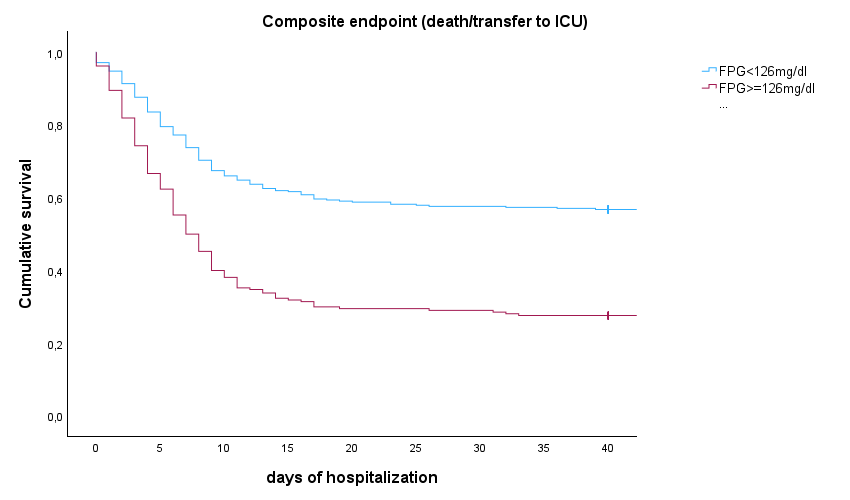 Composite endpoint (death/transfer to ICU)
FPG<126mg/dl
FPG>=126mg/dl
...
Cumulative survival
1,0
0,8
0,6
0,4
0,2
0,0
0 5 10 15 20 25 30 35 40
days of hospitalization